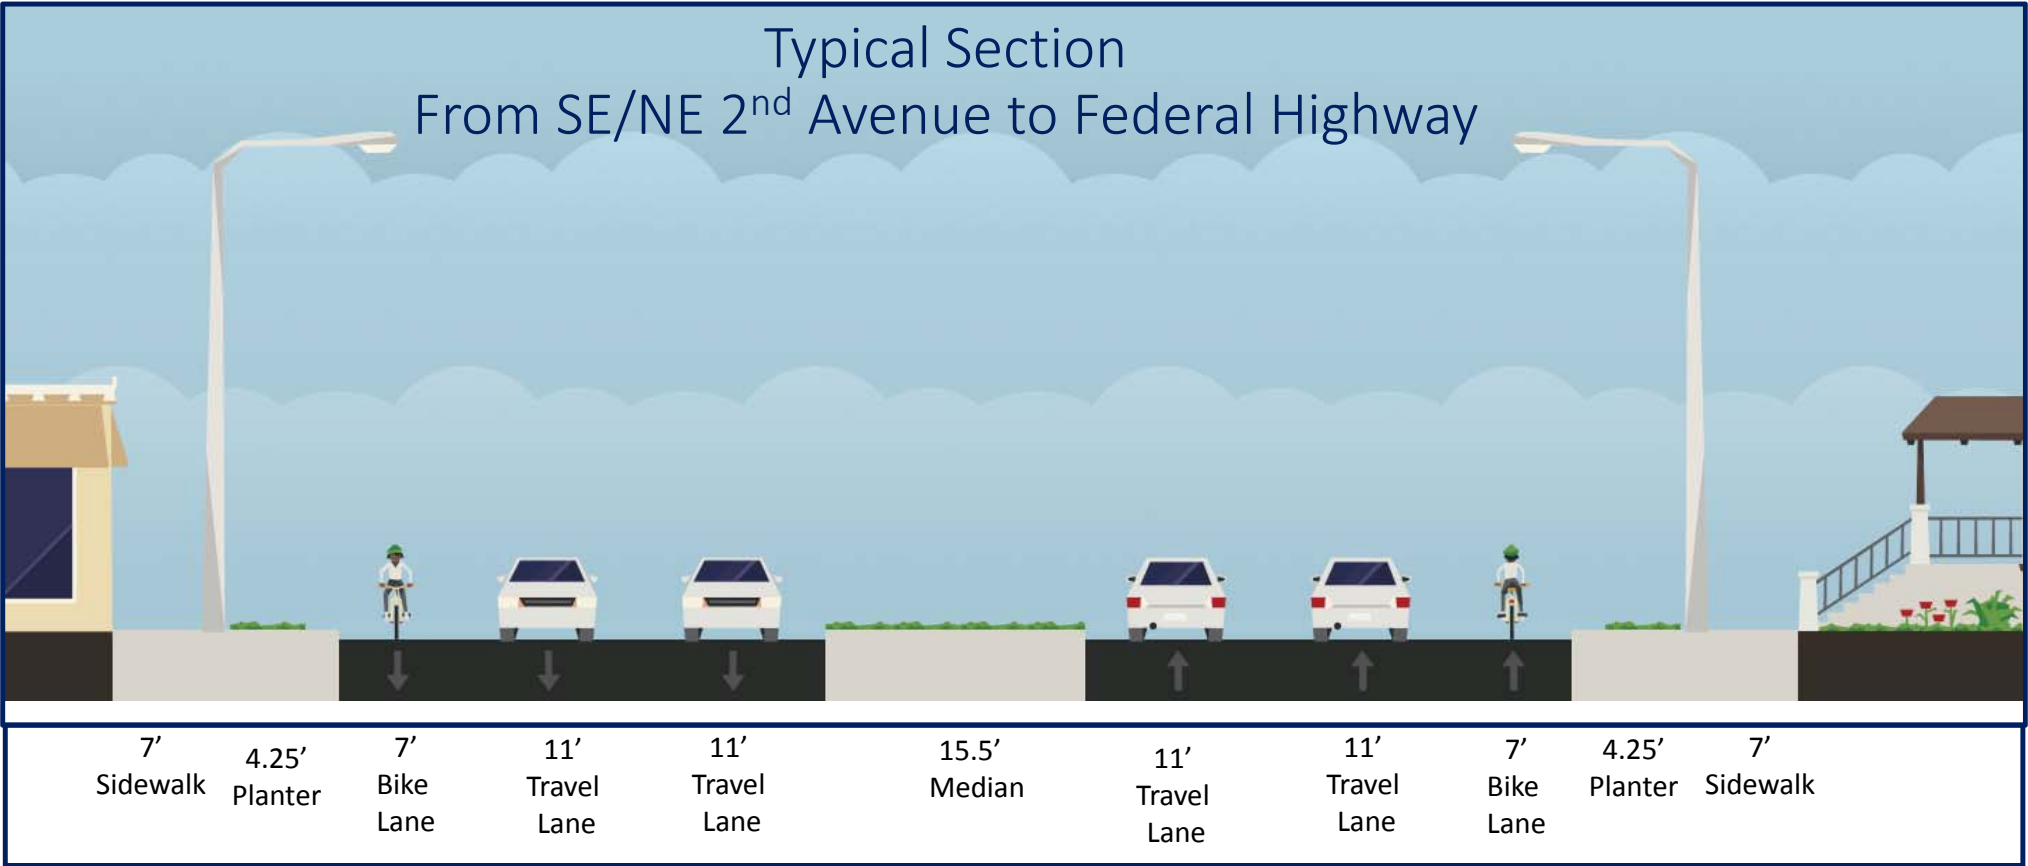 Typical Section
From SE/NE 2nd Avenue to Federal Highway
7’
Sidewalk
4.25’
Planter
7’
Bike
Lane
11’
Travel
Lane
11’
Travel
Lane
15.5’
Median
11’
Travel
Lane
11’
Travel
Lane
7’
Bike
Lane
4.25’
Planter
7’
Sidewalk